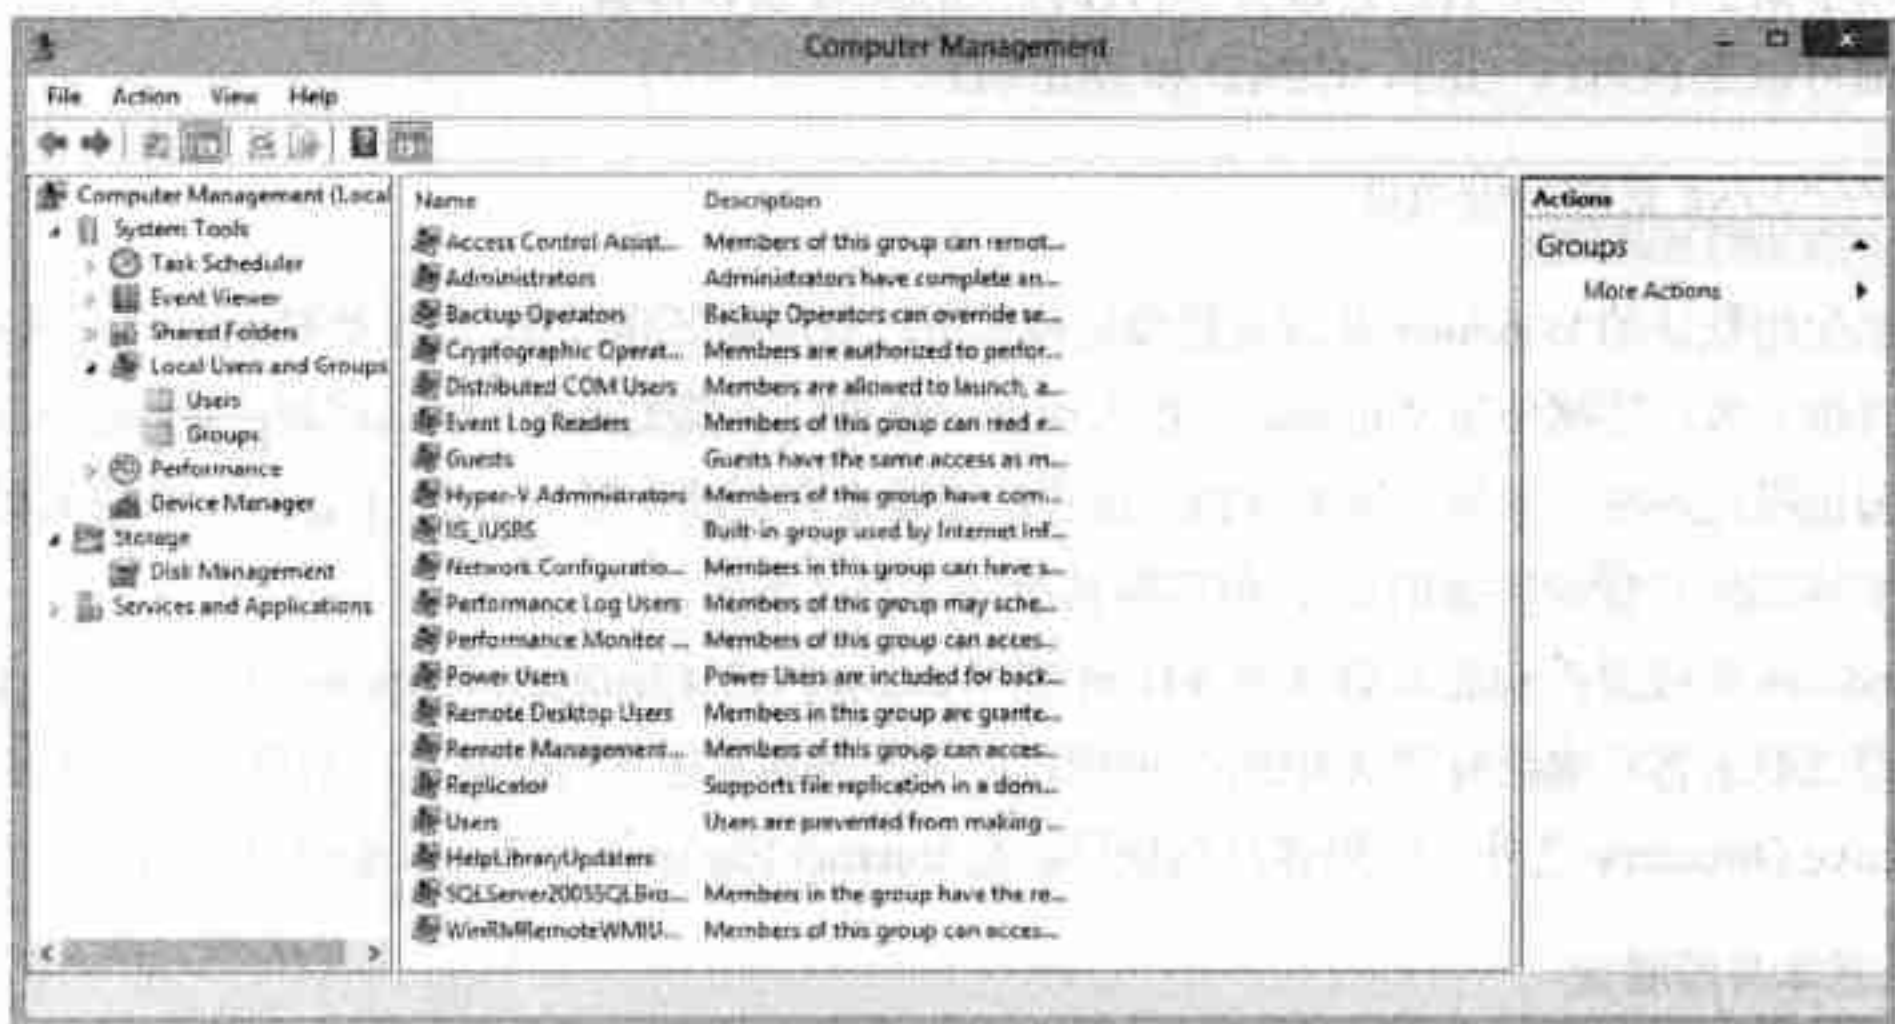 Computer Management
File Action View Help
Computer Management (Local
System Tools
Task Scheduler
Event Viewer
Shared Folders
Local Users and Groups
Users
Groups
Performance
Device Manager
Storage
Disk Management
Services and Applications
Name Description
Access Control Assist... Members of this group can remot...
Administrators Administrators have complete an...
Backup Operators Backup Operators can override se...
Cryptographic Operat... Members are authorized to perfor...
Distributed COM Users Members are allowed to launch, a...
Event Log Readers Members of this group can read e...
Guests Guests have the same access as m...
Hyper-V Administrators Members of this group have com...
IIS_IUSRS Built-in group used by Internet Inf...
Network Configuratio... Members in this group can have s...
Performance Log Users Members of this group may sche...
Performance Monitor ... Members of this group can acces...
Power Users Power Users are included for back...
Remote Desktop Users Members in this group are grante...
Remote Management... Members of this group can acces...
Replicator Supports file replication in a dom...
Users Users are prevented from making ...
HelpLibraryUpdaters
SQLServer2005SQLBro... Members in the group have the re...
WinRMRemoteWMIU... Members of this group can acces...
Actions
Groups
More Actions